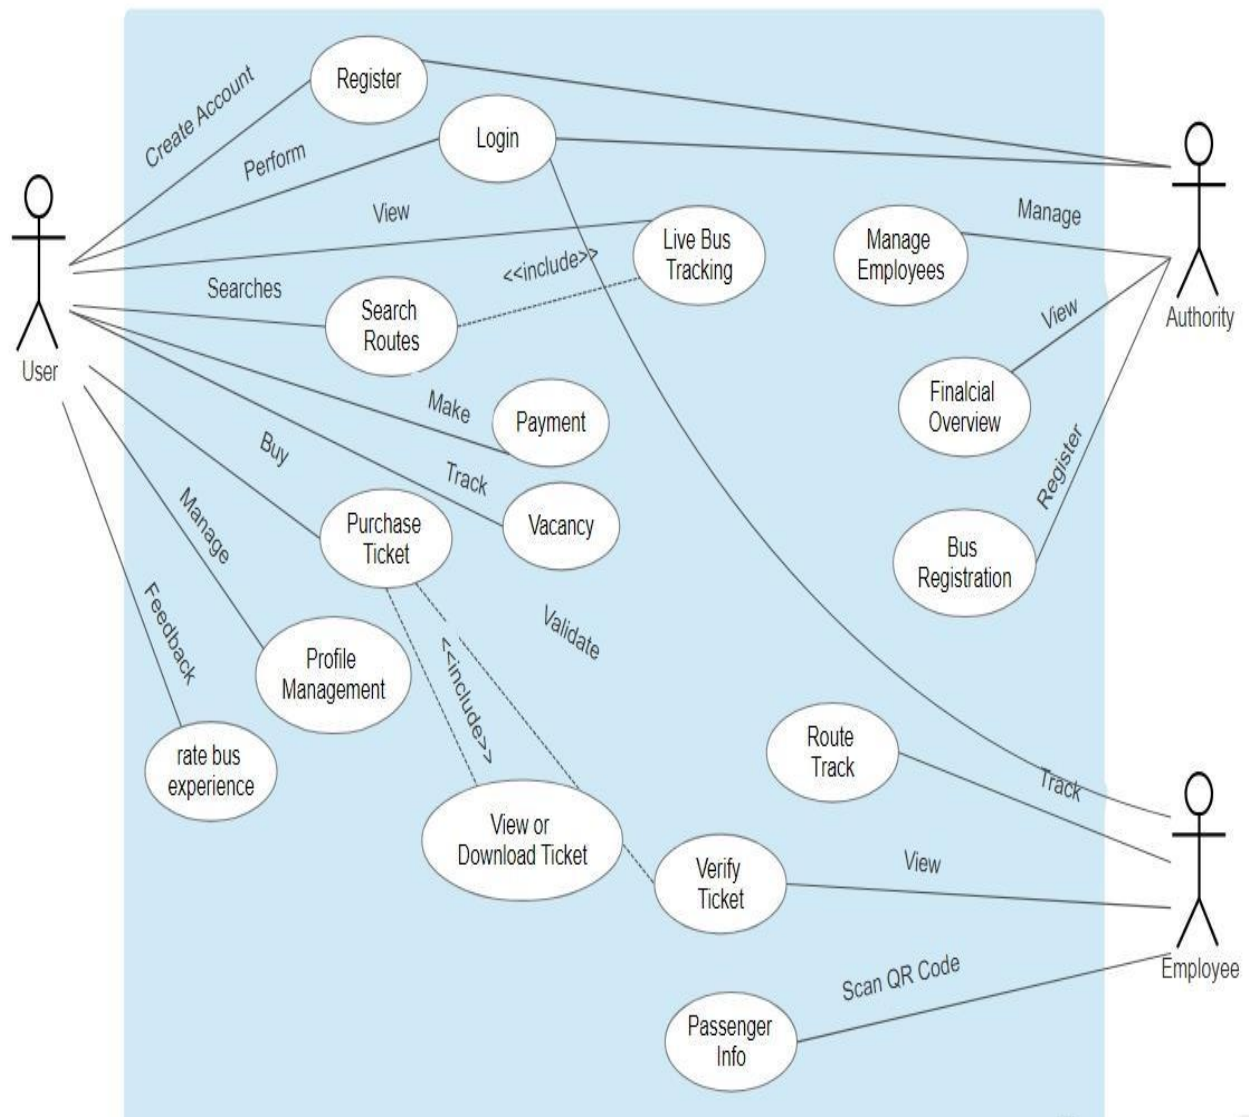 Register
Create Account
Login
Perform
View
Manage
Live Bus
Tracking
Manage
Employees
<<include>>
Searches
Search
Routes
User
Authority
View
Finalcial
Overview
Make
Payment
Buy
Track
Register
Purchase
Ticket
Vacancy
Manage
Bus
Registration
Feedback
Validate
<<include>>
Profile
Management
rate bus
experience
Route
Track
Track
View or
Download Ticket
Verify
Ticket
View
Employee
Scan QR Code
Passenger
Info